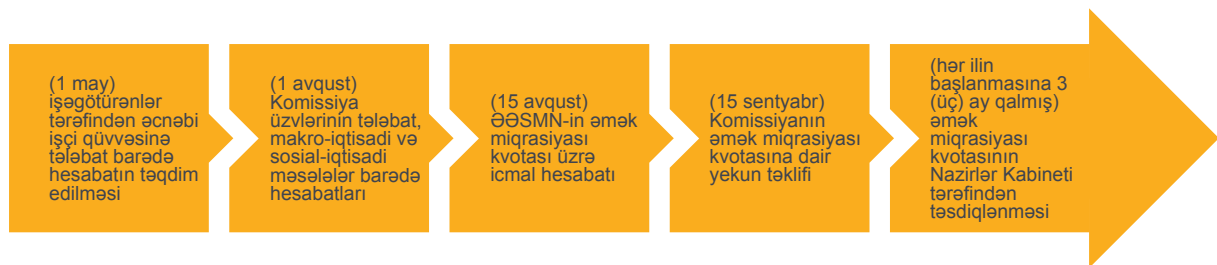 (1 may)
işəgötürənlər
tərəfindən əcnəbi
işçi qüvvəsinə
tələbat barədə
hesabatın təqdim
edilməsi
(1 avqust)
Komissiya
üzvlərinin tələbat,
makro-iqtisadi və
sosial-iqtisadi
məsələlər barədə
hesabatları
(15 avqust)
ƏƏSMN-in əmək
miqrasiyası
kvotası üzrə
icmal hesabatı
(15 sentyabr)
Komissiyanın
əmək miqrasiyası
kvotasına dair
yekun təklifi
(hər ilin
başlanmasına 3
(üç) ay qalmış)
əmək
miqrasiyası
kvotasının
Nazirlər Kabineti
tərəfindən
təsdiqlənməsi